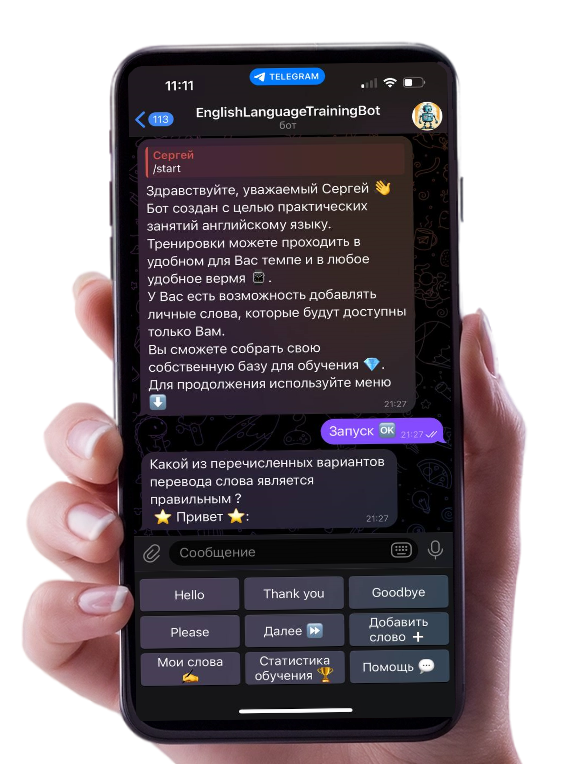 11:11
TELEGRAM
113
EnglishLanguageTrainingBot
бот
Сергей
/start
Здравствуйте, уважаемый Сергей 👋
Бот создан с целью практических
занятий английскому языку.
Тренировки можете проходить в
удобном для Вас темпе и в любое
удобное вермя 🖤.
У Вас есть возможность добавлять
личные слова, которые будут доступны
только Вам.
Вы сможете собрать свою
собственную базу для обучения 💎.
Для продолжения используйте меню
⬇️
21:27
Запуск 🆗 21:27
Какой из перечисленных вариантов
перевода слова является
правильным ?
⭐ Привет ⭐:
21:27
Сообщение
Hello
Thank you
Goodbye
Please
Далее ⏩
Добавить
слово ➕
Мои слова
✍️
Статистика
обучения 🏆
Помощь 💬